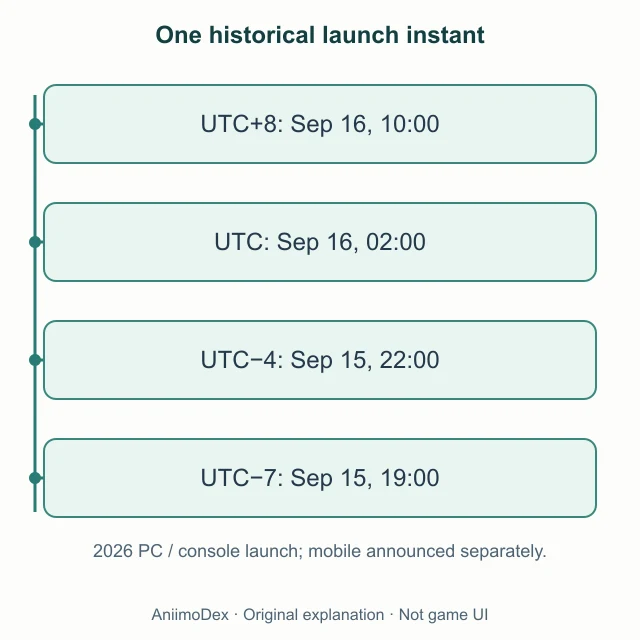 One historical launch instant
UTC+8: Sep 16, 10:00
UTC: Sep 16, 02:00
UTC−4: Sep 15, 22:00
UTC−7: Sep 15, 19:00
2026 PC / console launch; mobile announced separately.
AniimoDex · Original explanation · Not game UI